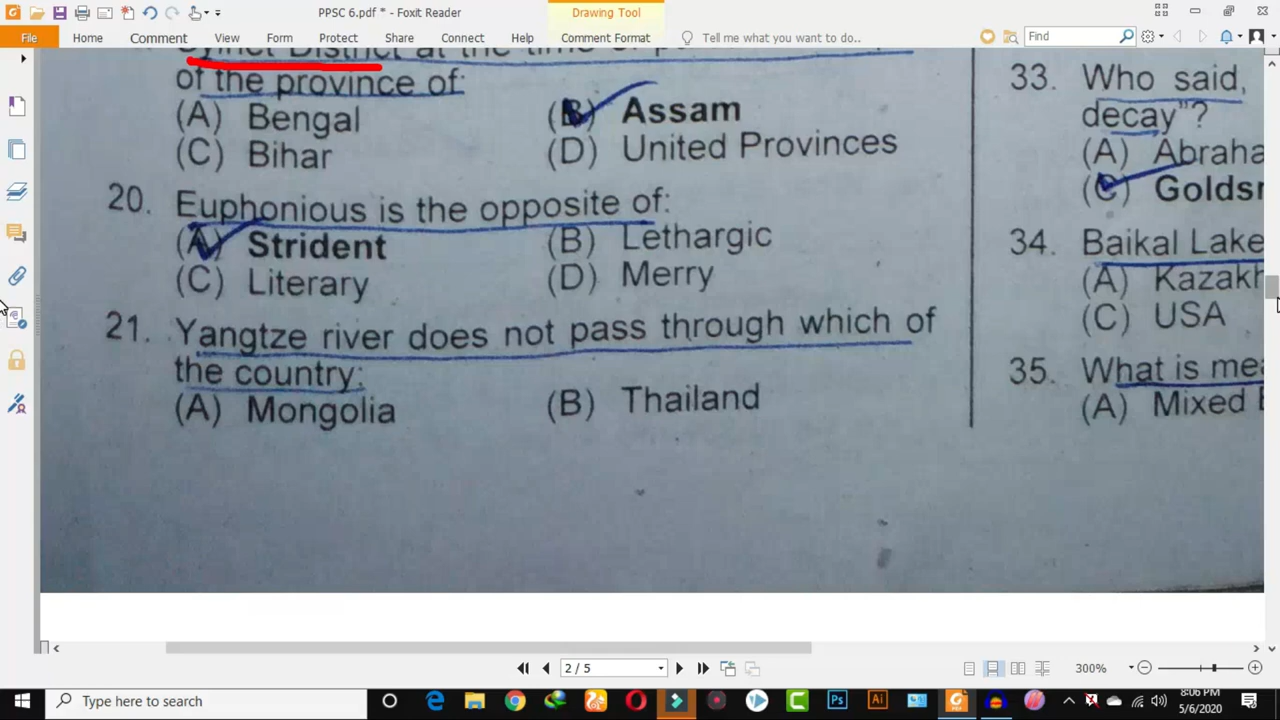 PPSC 6.pdf * - Foxit Reader
Drawing Tool
File
Home
Comment
View
Form
Protect
Share
Connect
Help
Comment Format
Tell me what you want to do..
Find
of the province of:
(A) Bengal
(B) Assam
(C) Bihar
(D) United Provinces
20. Euphonious is the opposite of:
(A) Strident
(B) Lethargic
(C) Literary
(D) Merry
21. Yangtze river does not pass through which of
the country:
(A) Mongolia
(B) Thailand
33. Who said,
decay"?
(A) Abraha
(C) Golds
34. Baikal Lake
(A) Kazakh
(C) USA
35. What is me
(A) Mixed
2 / 5
300%
Type here to search
8:06 PM
5/6/2020